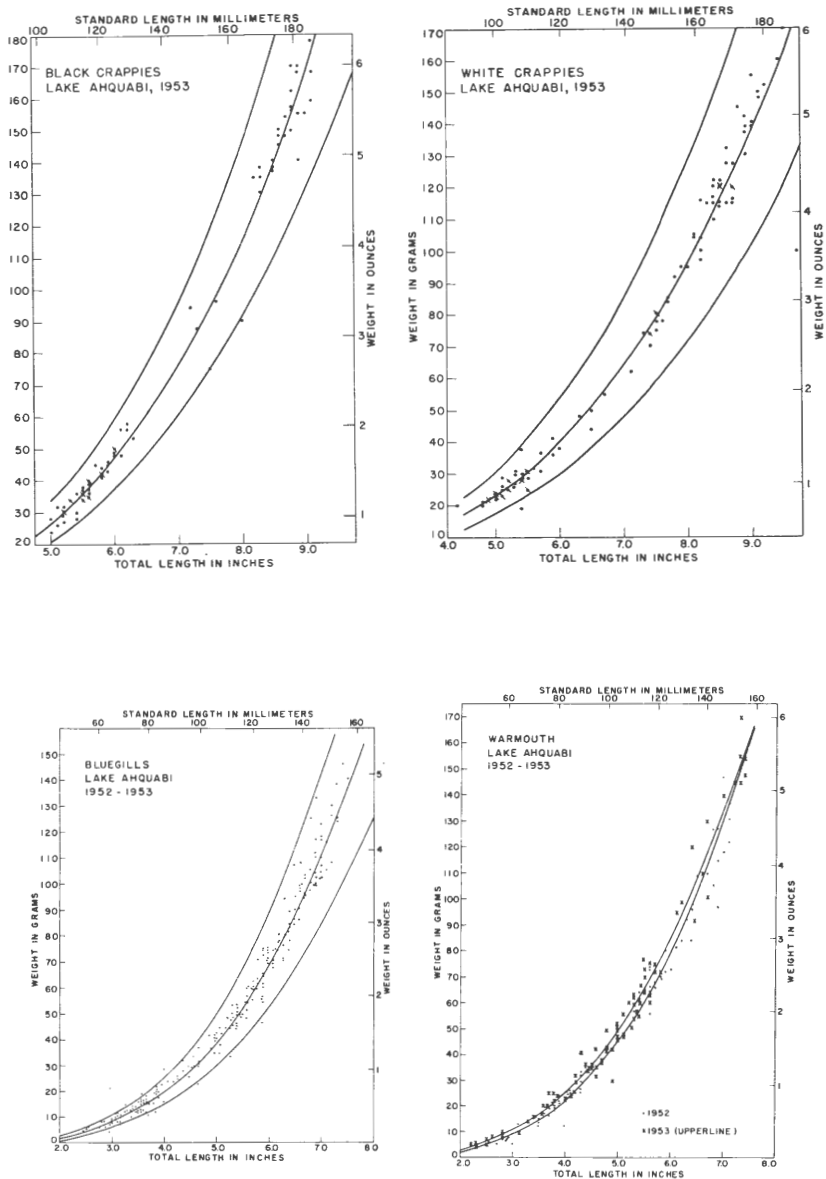 STANDARD LENGTH IN MILLIMETERS
100 120 140 160 180
BLACK CRAPPIES
LAKE AHQUABI, 1953
180
170
160
150
140
130
120
110
100
90
80
70
60
50
40
30
20
6
5
4
3
2
1
WEIGHT IN OUNCES
5.0 6.0 7.0 8.0 9.0
TOTAL LENGTH IN INCHES
STANDARD LENGTH IN MILLIMETERS
100 120 140 160 180
WHITE CRAPPIES
LAKE AHQUABI, 1953
WEIGHT IN GRAMS
170
160
150
140
130
120
110
100
90
80
70
60
50
40
30
20
10
6
5
4
3
2
1
WEIGHT IN OUNCES
4.0 5.0 6.0 7.0 8.0 9.0
TOTAL LENGTH IN INCHES
STANDARD LENGTH IN MILLIMETERS
60 80 100 120 140 160
BLUEGILLS
LAKE AHQUABI
1952 - 1953
WEIGHT IN GRAMS
150
140
130
120
110
100
90
80
70
60
50
40
30
20
10
0
5
4
3
2
1
WEIGHT IN OUNCES
2.0 3.0 4.0 5.0 6.0 7.0 8.0
TOTAL LENGTH IN INCHES
STANDARD LENGTH IN MILLIMETERS
60 80 100 120 140 160
WARMOUTH
LAKE AHQUABI
1952 - 1953
WEIGHT IN GRAMS
170
160
150
140
130
120
110
100
90
80
70
60
50
40
30
20
10
0
6
5
4
3
2
1
WEIGHT IN OUNCES
1952
x1953 (UPPERLINE)
2.0 3.0 4.0 5.0 6.0 7.0 8.0
TOTAL LENGTH IN INCHES